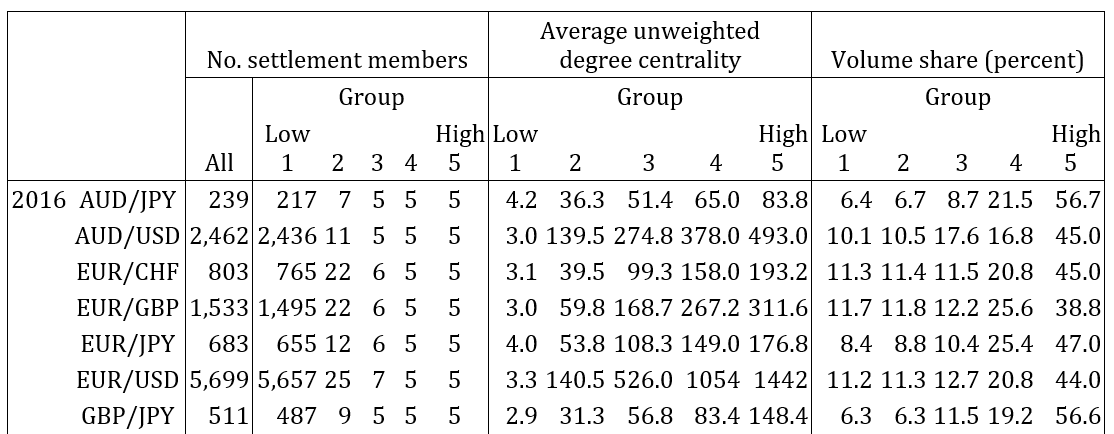 Average unweighted
No. settlement members degree centrality Volume share (percent)
Group Group Group
Low High Low High Low High
All 1 2 3 4 5 1 2 3 4 5 1 2 3 4 5
2016 AUD/JPY 239 217 7 5 5 5 4.2 36.3 51.4 65.0 83.8 6.4 6.7 8.7 21.5 56.7
AUD/USD 2,462 2,436 11 5 5 5 3.0 139.5 274.8 378.0 493.0 10.1 10.5 17.6 16.8 45.0
EUR/CHF 803 765 22 6 5 5 3.1 39.5 99.3 158.0 193.2 11.3 11.4 11.5 20.8 45.0
EUR/GBP 1,533 1,495 22 6 5 5 3.0 59.8 168.7 267.2 311.6 11.7 11.8 12.2 25.6 38.8
EUR/JPY 683 655 12 6 5 5 4.0 53.8 108.3 149.0 176.8 8.4 8.8 10.4 25.4 47.0
EUR/USD 5,699 5,657 25 7 5 5 3.3 140.5 526.0 1054 1442 11.2 11.3 12.7 20.8 44.0
GBP/JPY 511 487 9 5 5 5 2.9 31.3 56.8 83.4 148.4 6.3 6.3 11.5 19.2 56.6